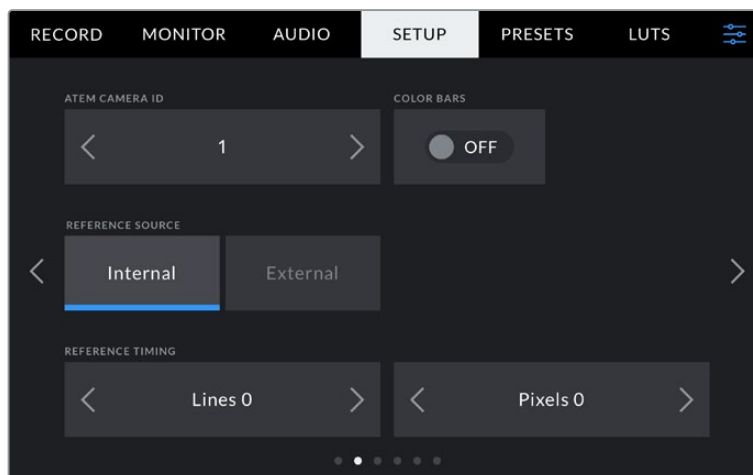 RECORD MONITOR AUDIO SETUP PRESETS LUTS
ATEM CAMERA ID COLOR BARS
1 OFF
REFERENCE SOURCE
Internal External
REFERENCE TIMING
Lines 0 Pixels 0